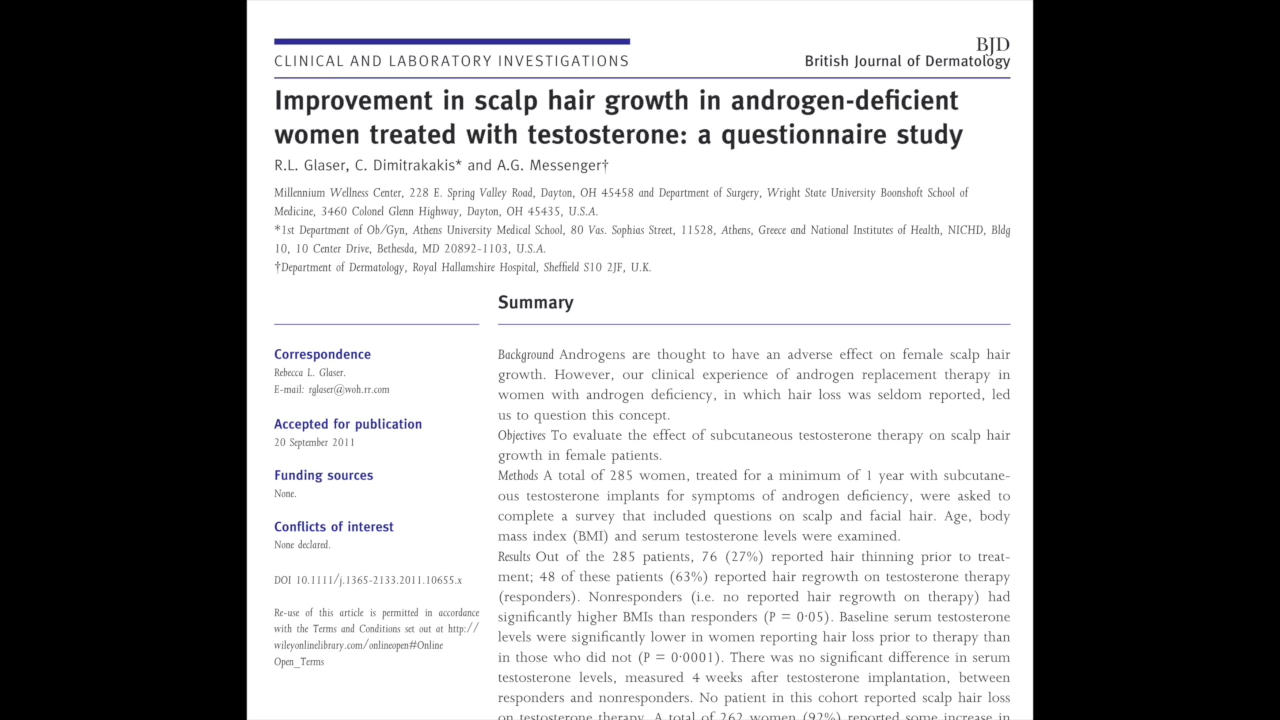 BJD
CLINICAL AND LABORATORY INVESTIGATIONS
British Journal of Dermatology
Improvement in scalp hair growth in androgen-deficient
women treated with testosterone: a questionnaire study
R.L. Glaser, C. Dimitrakakis* and A.G. Messenger†
Millennium Wellness Center, 228 E. Spring Valley Road, Dayton, OH 45458 and Department of Surgery, Wright State University Boonshoft School of
Medicine, 3460 Colonel Glenn Highway, Dayton, OH 45435, U.S.A.
*1st Department of Ob/Gyn, Athens University Medical School, 80 Vas. Sophias Street, 11528, Athens, Greece and National Institutes of Health, NICHD, Bldg
10, 10 Center Drive, Bethesda, MD 20892-1103, U.S.A.
†Department of Dermatology, Royal Hallamshire Hospital, Sheffield S10 2JF, U.K.
Correspondence
Rebecca L. Glaser.
E-mail: rglaser@woh.rr.com
Accepted for publication
20 September 2011
Funding sources
None.
Conflicts of interest
None declared.
DOI 10.1111/j.1365-2133.2011.10655.x
Re-use of this article is permitted in accordance
with the Terms and Conditions set out at http://
wileyonlinelibrary.com/onlineopen#Online
Open_Terms
Summary
Background Androgens are thought to have an adverse effect on female scalp hair
growth. However, our clinical experience of androgen replacement therapy in
women with androgen deficiency, in which hair loss was seldom reported, led
us to question this concept.
Objectives To evaluate the effect of subcutaneous testosterone therapy on scalp hair
growth in female patients.
Methods A total of 285 women, treated for a minimum of 1 year with subcutane-
ous testosterone implants for symptoms of androgen deficiency, were asked to
complete a survey that included questions on scalp and facial hair. Age, body
mass index (BMI) and serum testosterone levels were examined.
Results Out of the 285 patients, 76 (27%) reported hair thinning prior to treat-
ment; 48 of these patients (63%) reported hair regrowth on testosterone therapy
(responders). Nonresponders (i.e. no reported hair regrowth on therapy) had
significantly higher BMIs than responders (P = 0·05). Baseline serum testosterone
levels were significantly lower in women reporting hair loss prior to therapy than
in those who did not (P = 0·0001). There was no significant difference in serum
testosterone levels, measured 4 weeks after testosterone implantation, between
responders and nonresponders. No patient in this cohort reported scalp hair loss
on testosterone therapy. A total of 262 women (92%) reported some increase in